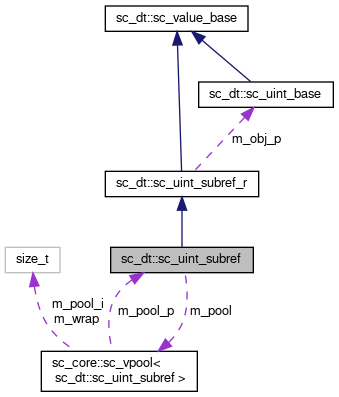 sc_dt::sc_value_base
sc_dt::sc_uint_base
m_obj_p
sc_dt::sc_uint_subref_r
size_t
sc_dt::sc_uint_subref
m_pool_i
m_wrap
m_pool_p
m_pool
sc_core::sc_vpool<
sc_dt::sc_uint_subref >